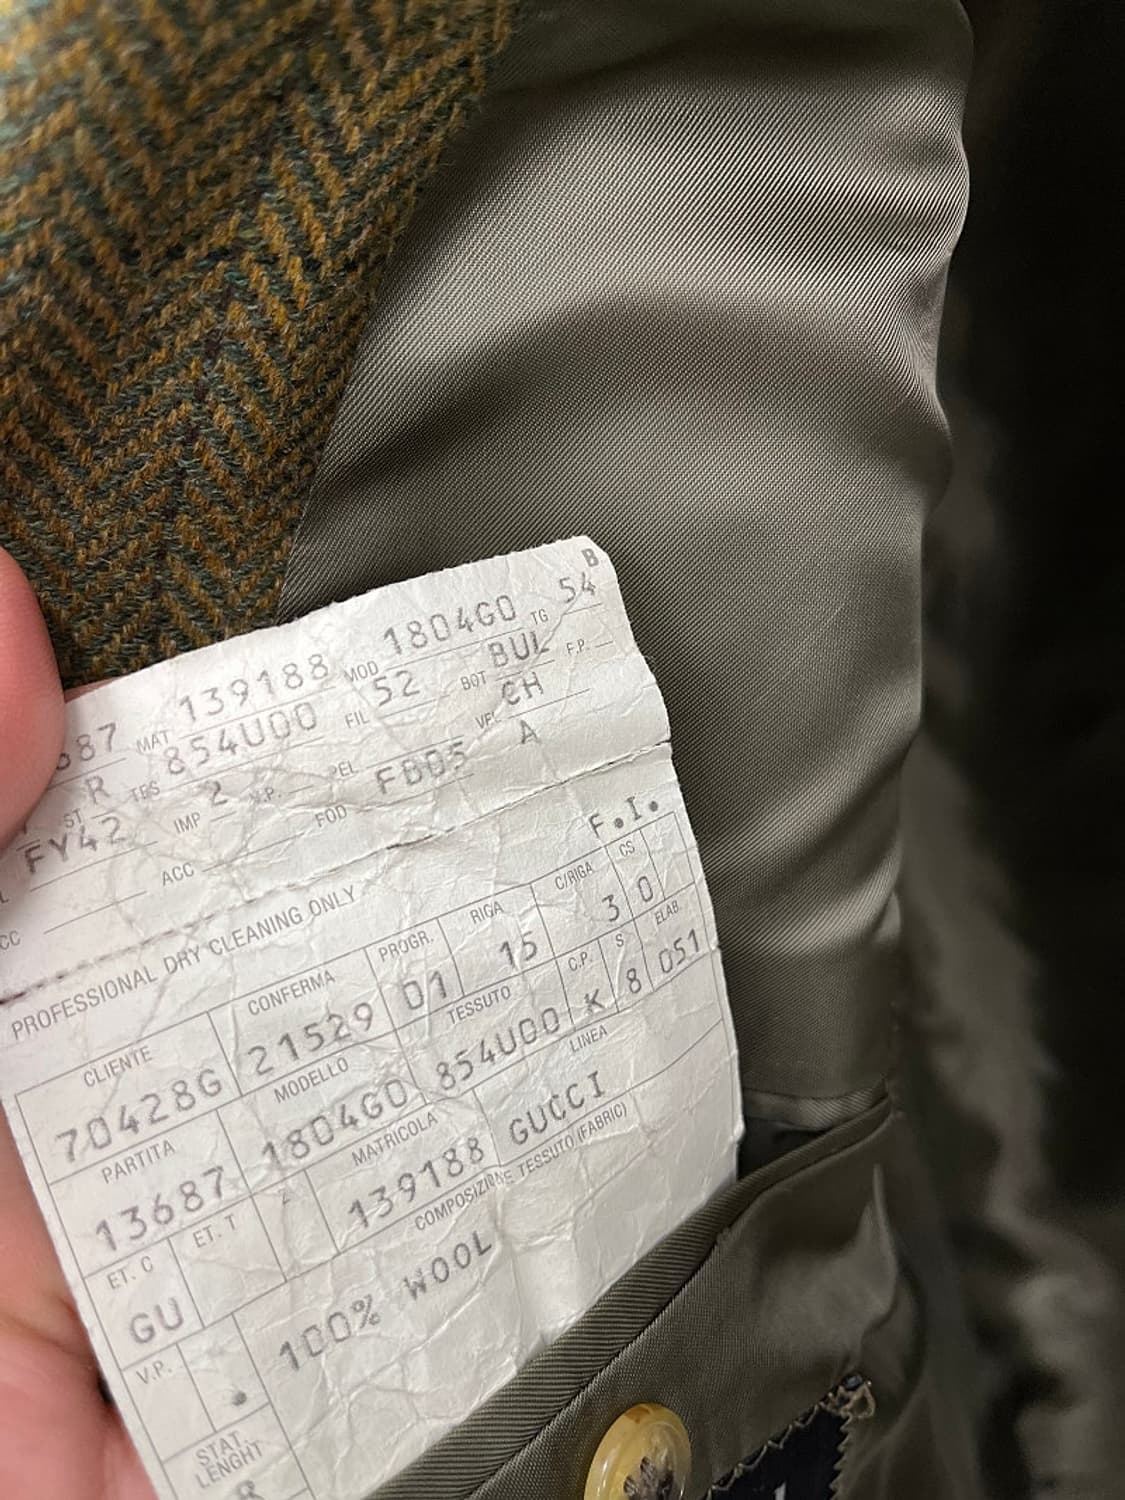 B
MAT 139188 MOD 1804G0 TG 54
R TES 854U00 FIL 52 BOT BUL F.P.
ST FY42 IMP 2 PEL VEL CH
ACC FOD FB05 A
PROFESSIONAL DRY CLEANING ONLY F.I.
CLIENTE CONFERMA PROGR. RIGA C/RIGA CS
70428G 21529 01 15 3 0
PARTITA MODELLO TESSUTO C.P. S. ELAB.
13687 1804G0 854U00 K 8 051
ET. C ET. T MATRICOLA LINEA
GU 139188 GUCCI
V.P. COMPOSIZIONE TESSUTO (FABRIC)
100% WOOL
STAT.
LENGHT
R